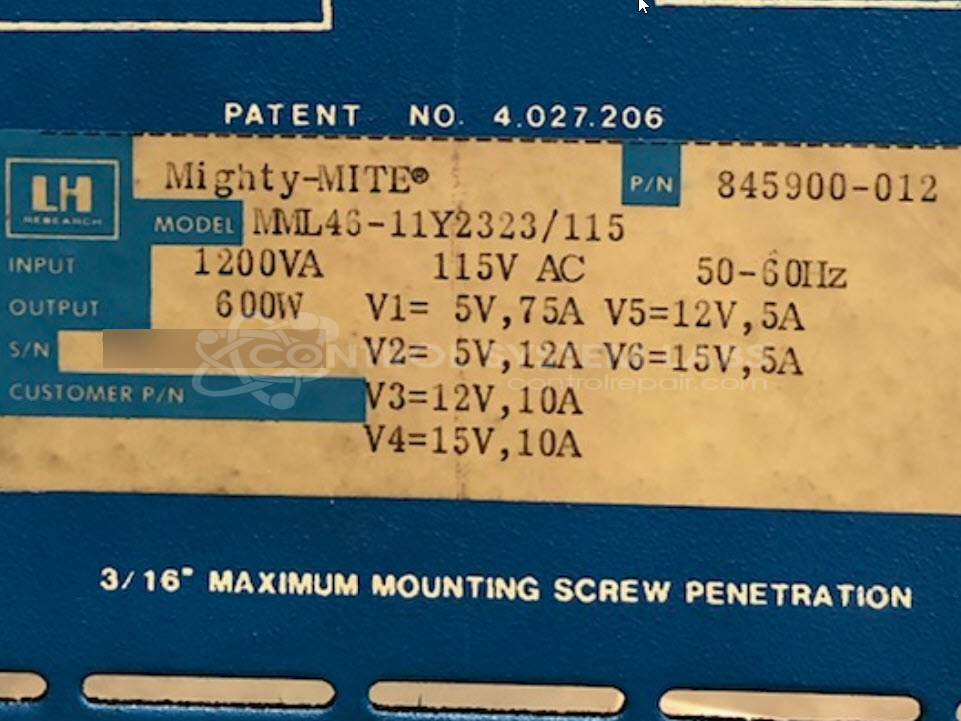 PATENT NO. 4.027.206
LH
RESEARCH
Mighty-MITE®
P/N 845900-012
MODEL MML46-11Y2323/115
INPUT 1200VA 115V AC 50-60Hz
OUTPUT 600W V1= 5V,75A V5=12V,5A
S/N V2= 5V,12A V6=15V,5A
CUSTOMER P/N V3=12V,10A
V4=15V,10A
controlrepair.com
3/16" MAXIMUM MOUNTING SCREW PENETRATION